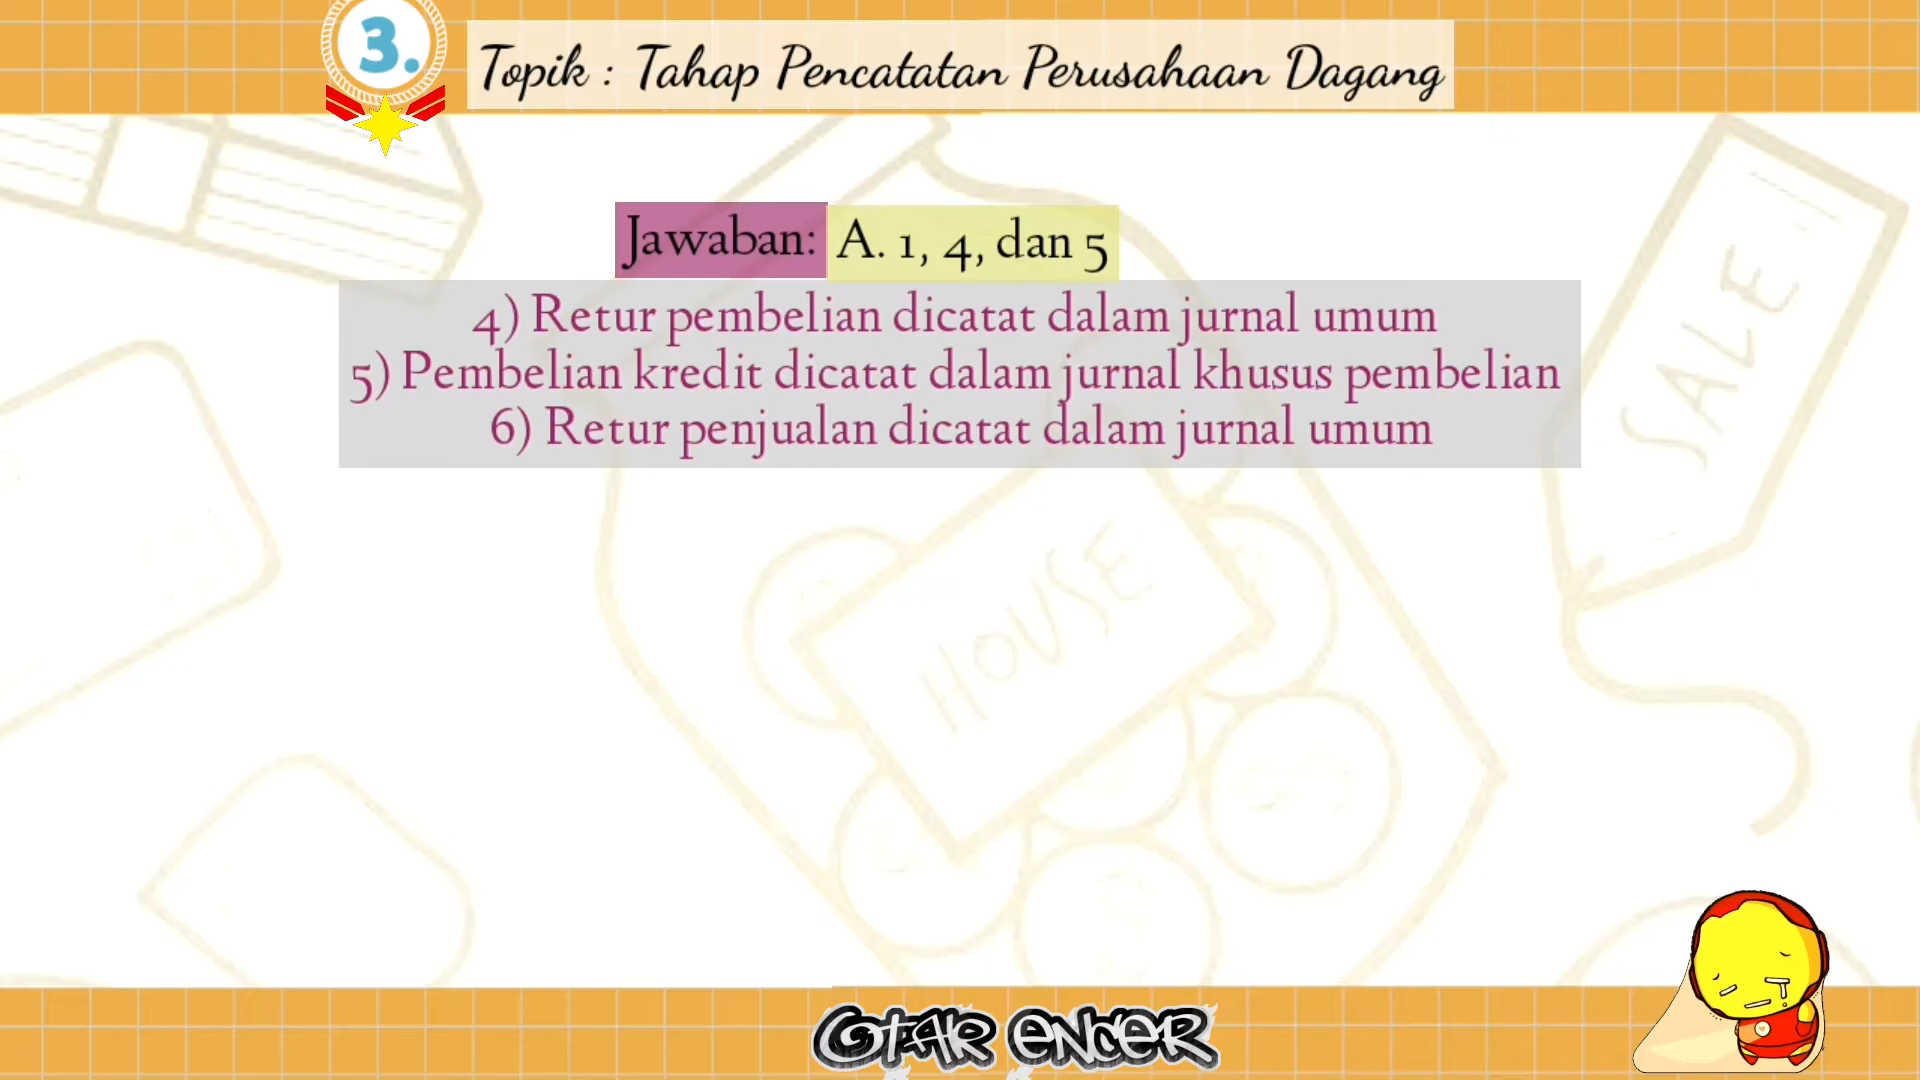 3.
Topik : Tahap Pencatatan Perusahaan Dagang
Jawaban: A. 1, 4, dan 5
4) Retur pembelian dicatat dalam jurnal umum
5) Pembelian kredit dicatat dalam jurnal khusus pembelian
6) Retur penjualan dicatat dalam jurnal umum
SALE
HOUSE
OTAK ENCER